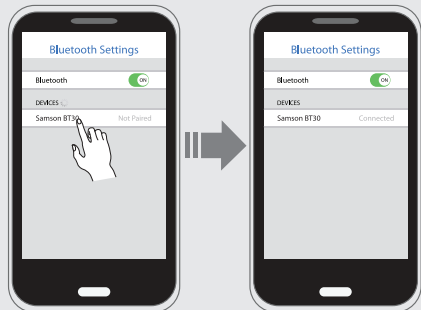 Bluetooth Settings
Bluetooth ON
DEVICES
Samson BT30 Not Paired
Bluetooth Settings
Bluetooth ON
DEVICES
Samson BT30 Connected